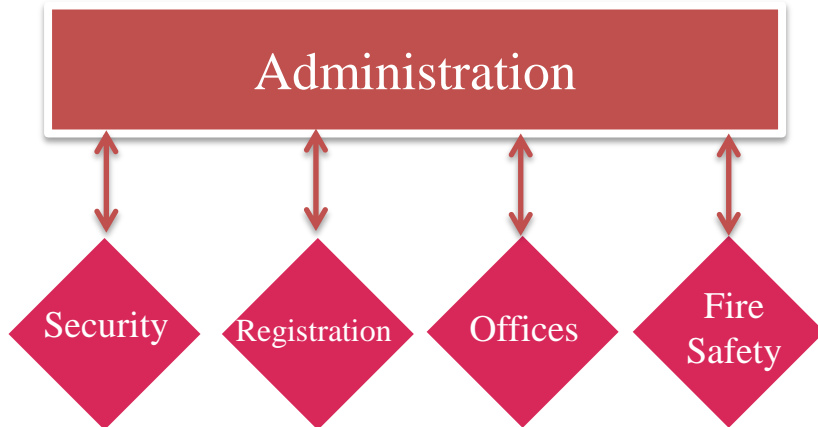 Administration
Security
Registration
Offices
Fire
Safety